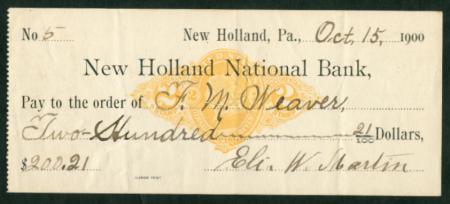 No 5 New Holland, Pa., Oct. 15, 1900
New Holland National Bank,
Pay to the order of F. M. Weaver,
Two Hundred 21/100 Dollars,
$200.21 Eli. W. Martin